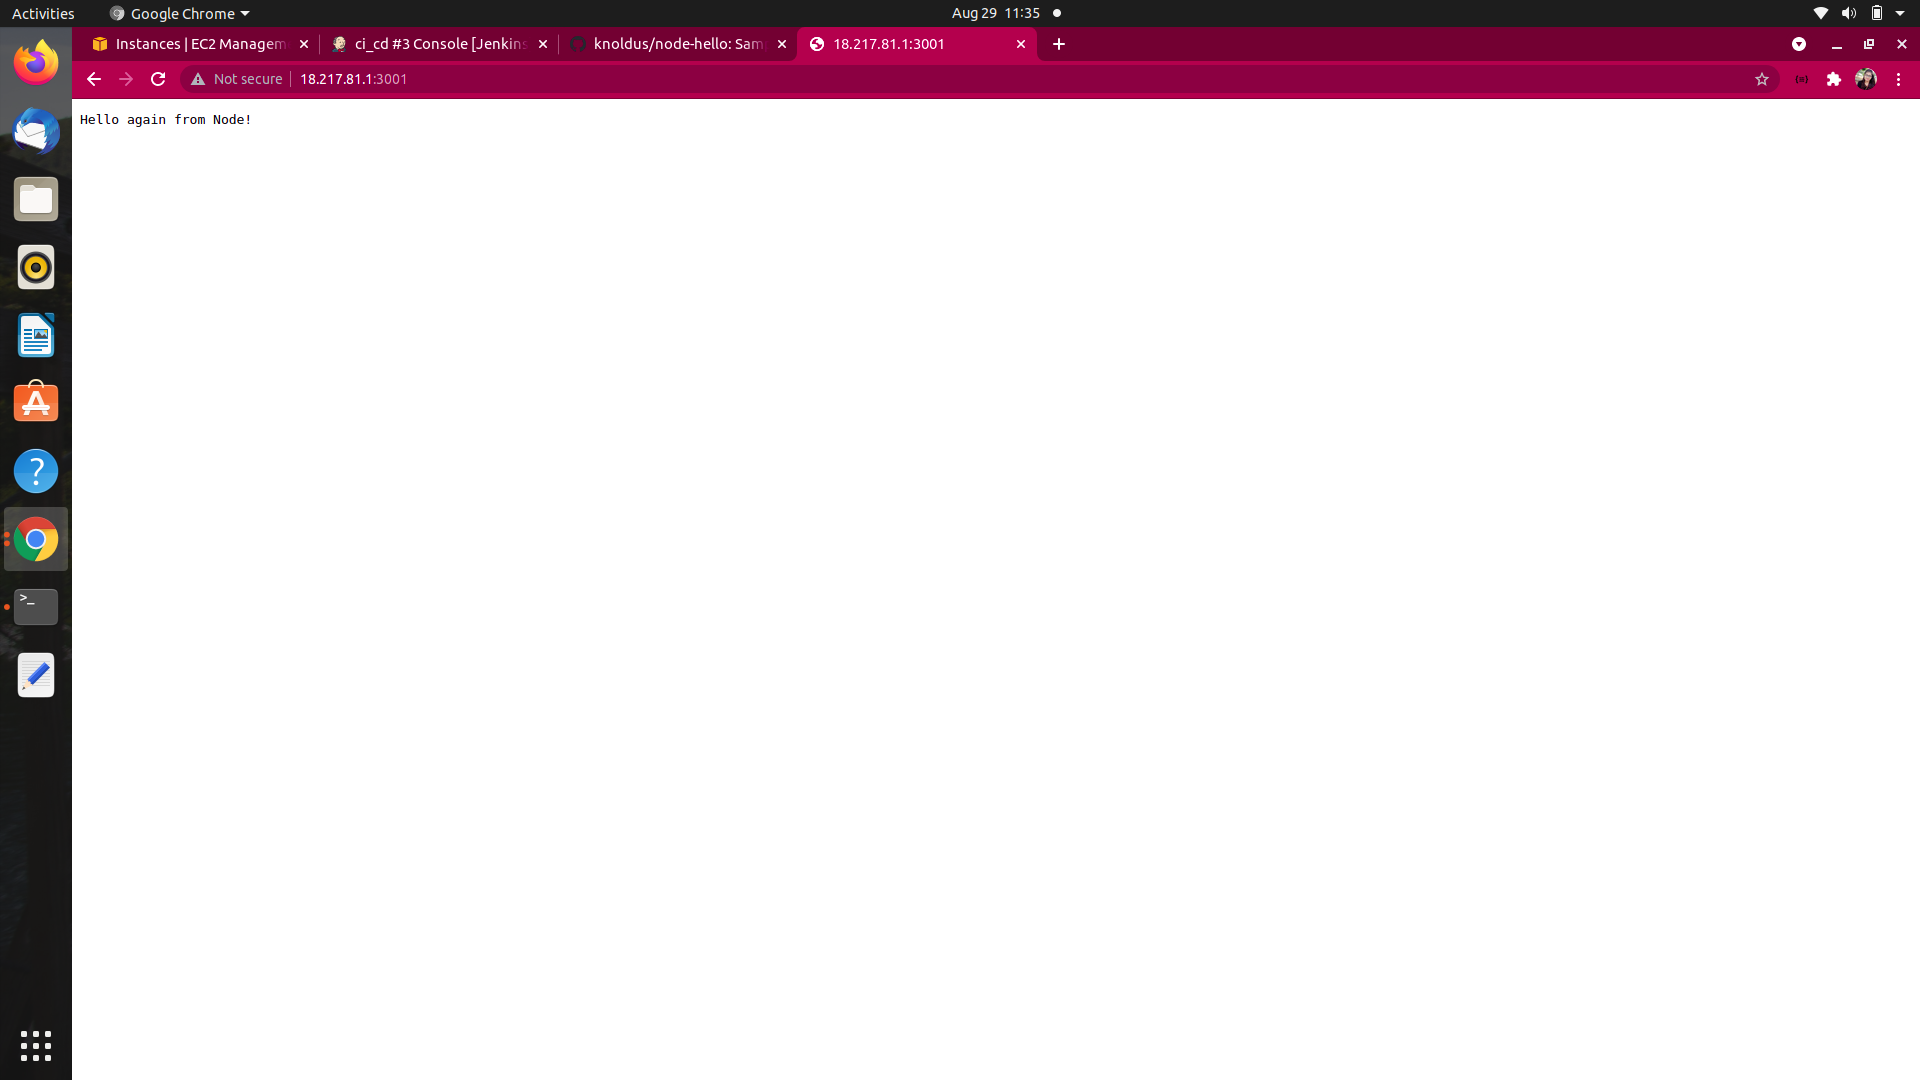 Activities
Google Chrome
Aug 29 11:35
Instances | EC2 Managem
ci_cd #3 Console [Jenkins
knoldus/node-hello: Sam
18.217.81.1:3001
Not secure
18.217.81.1:3001
Hello again from Node!